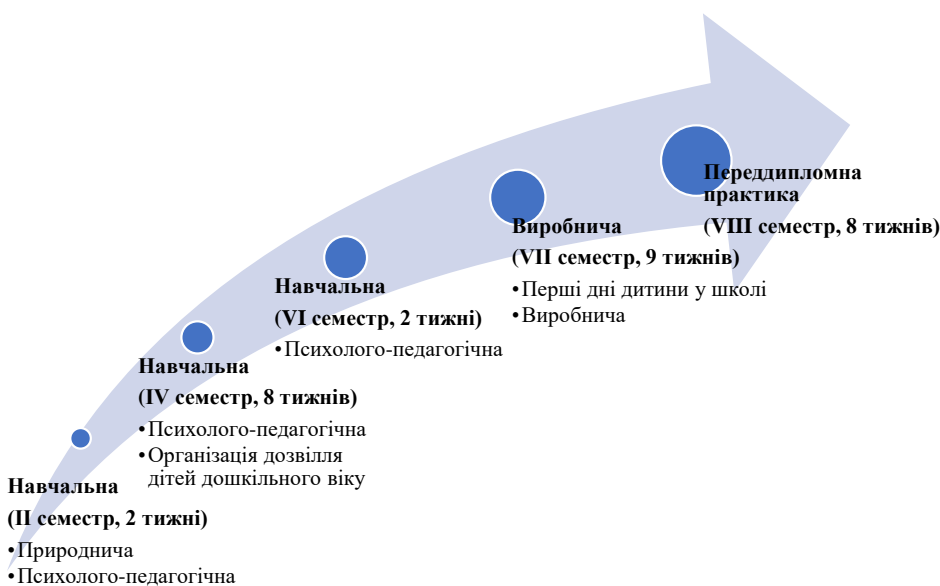 Навчальна
(ІІ семестр, 2 тижні)
•Природнича
•Психолого-педагогічна
Навчальна
(IV семестр, 8 тижнів)
•Психолого-педагогічна
•Організація дозвілля
дітей дошкільного віку
Навчальна
(VI семестр, 2 тижні)
•Психолого-педагогічна
Виробнича
(VII семестр, 9 тижнів)
•Перші дні дитини у школі
•Виробнича
Переддипломна
практика
(VIII семестр, 8 тижнів)